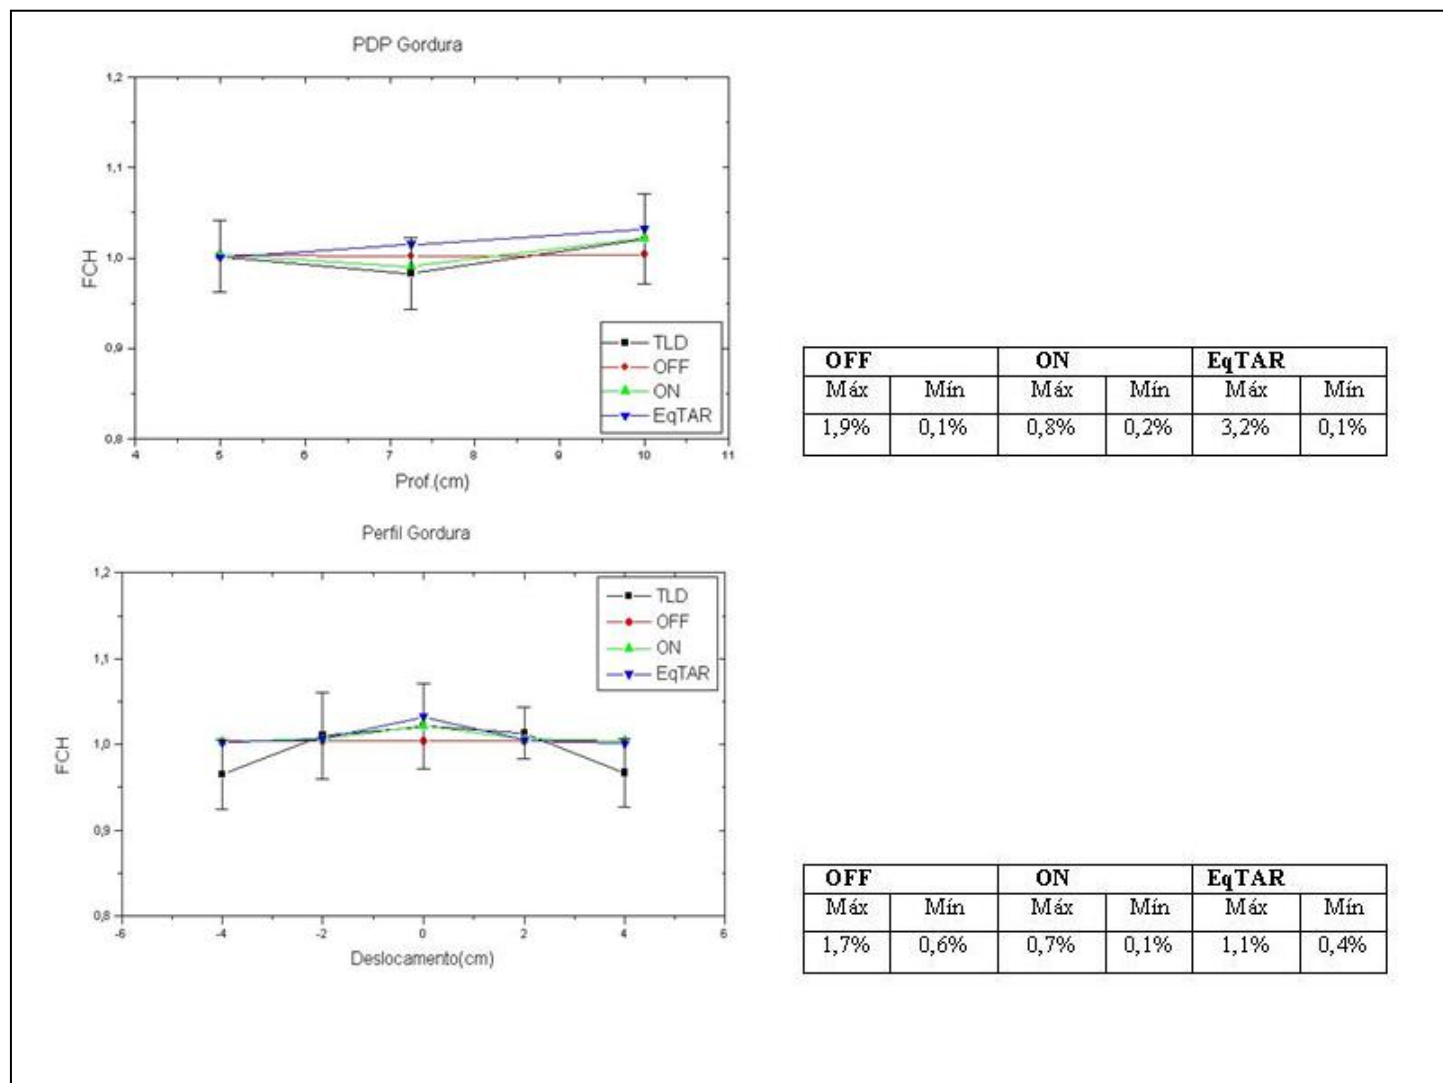 PDP Gordura
1,2
1,1
1,0
0,9
0,8
FCH
TLD
OFF
ON
EqTAR
4 5 6 7 8 9 10 11
Prof.(cm)
OFF ON EqTAR
Máx Mín Máx Mín Máx Mín
1,9% 0,1% 0,8% 0,2% 3,2% 0,1%
Perfil Gordura
1,2
1,1
1,0
0,9
0,8
FCH
TLD
OFF
ON
EqTAR
-6 -4 -2 0 2 4 6
Deslocamento(cm)
OFF ON EqTAR
Máx Mín Máx Mín Máx Mín
1,7% 0,6% 0,7% 0,1% 1,1% 0,4%